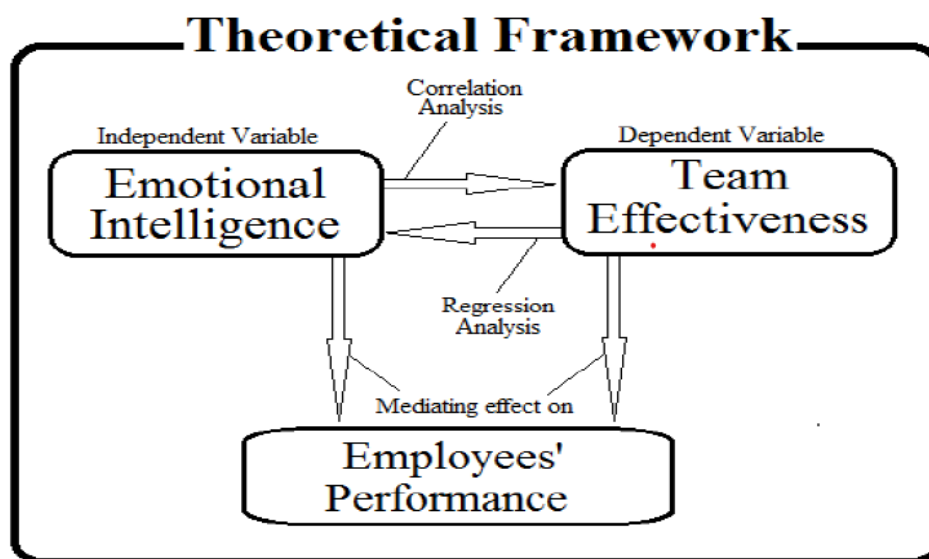 Theoretical Framework
Correlation
Analysis
Independent Variable
Dependent Variable
Emotional
Intelligence
Team
Effectiveness
Regression
Analysis
Mediating effect on
Employees'
Performance